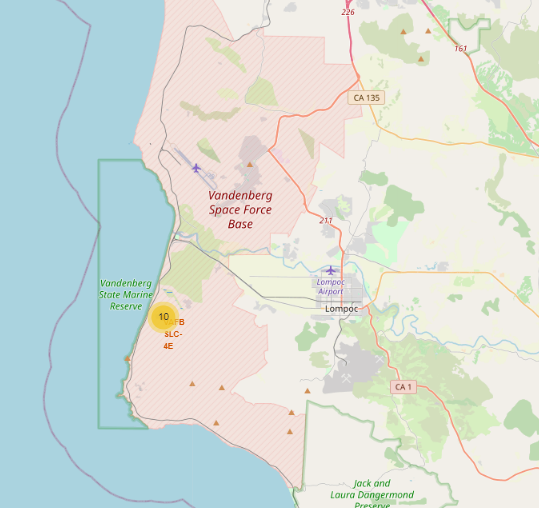 226
161
CA 135
Vandenberg
Space Force
Base
211
Vandenberg
State Marine
Reserve
Lompoc
Airport
Lompoc
10
FB
SLC-
4E
CA 1
Jack and
Laura Dangermond
Preserve